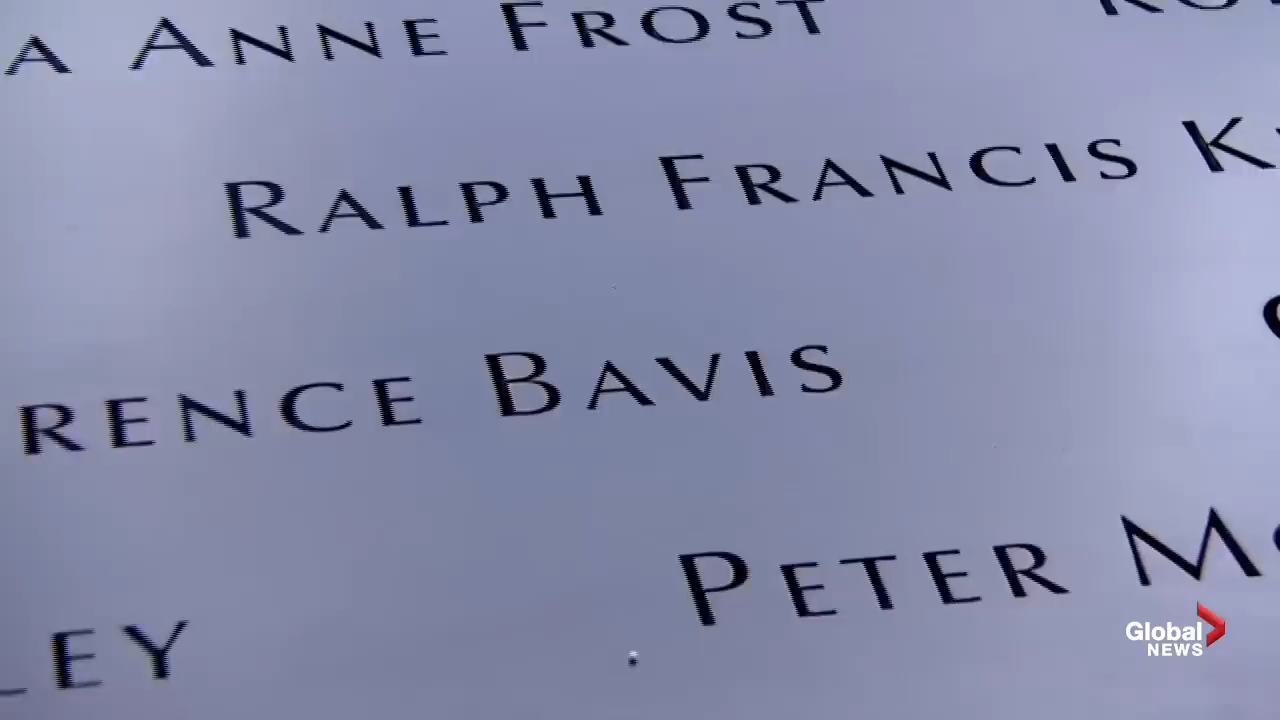 A ANNE FROST
RALPH FRANCIS
RENCE BAVIS
PETER
LEY
Global
NEWS